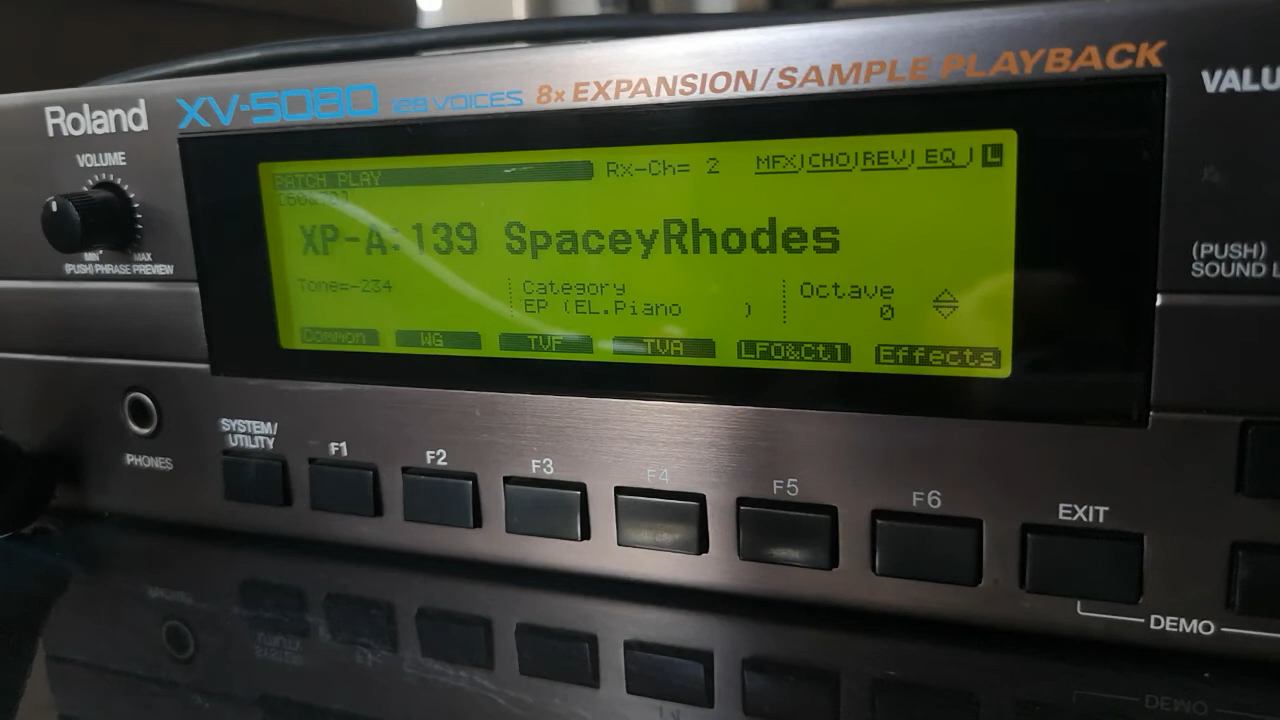 Roland XV-5080 128 VOICES 8x EXPANSION/SAMPLE PLAYBACK
VALU
VOLUME
MIN MAX
(PUSH) PHRASE PREVIEW
PATCH PLAY Rx-Ch= 2 MFX) CHO) REV) EQ ) L
XP-A:139 SpaceyRhodes
Tone=-234 Category Octave
EP (EL.Piano ) 0
Common WG TVF TVA LFO&Ctl Effects
(PUSH)
SOUND L
PHONES
SYSTEM/
UTILITY
F1 F2 F3 F4 F5 F6 EXIT
DEMO